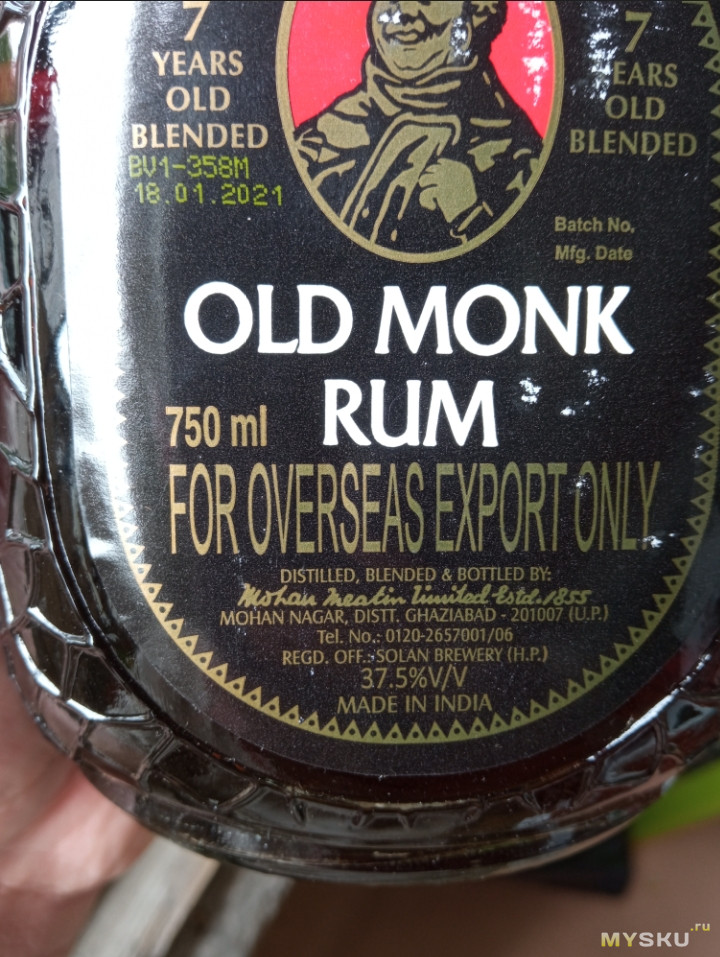 7
YEARS
OLD
BLENDED
BV1-358M
18.01.2021
7
YEARS
OLD
BLENDED
Batch No.
Mfg. Date
OLD MONK
RUM
750 ml
FOR OVERSEAS EXPORT ONLY
DISTILLED, BLENDED & BOTTLED BY:
Mohan Meakin Limited Estd. 1855
MOHAN NAGAR, DISTT. GHAZIABAD - 201007 (U.P.)
Tel. No.: 0120-2657001/06
REGD. OFF.:-SOLAN BREWERY (H.P.)
37.5%V/V
MADE IN INDIA
MYSKU.ru